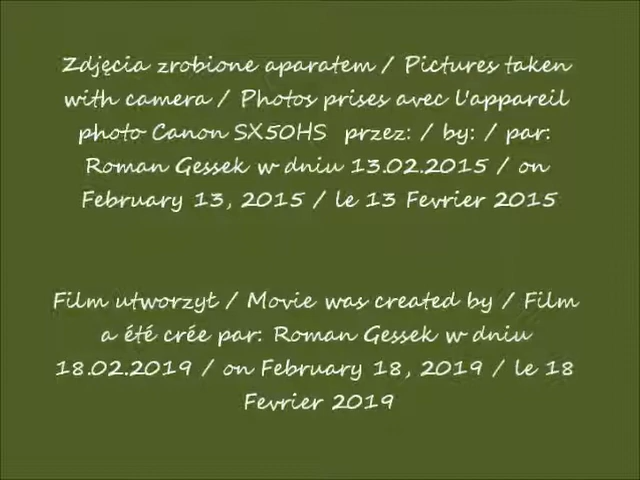 Zdjęcia zrobione aparatem / Pictures taken
with camera / Photos prises avec l'appareil
photo Canon SX50HS przez: / by: / par:
Roman Gessek w dniu 13.02.2015 / on
February 13, 2015 / le 13 Fevrier 2015
Film utworzył / Movie was created by / Film
a été crée par: Roman Gessek w dniu
18.02.2019 / on February 18, 2019 / le 18
Fevrier 2019